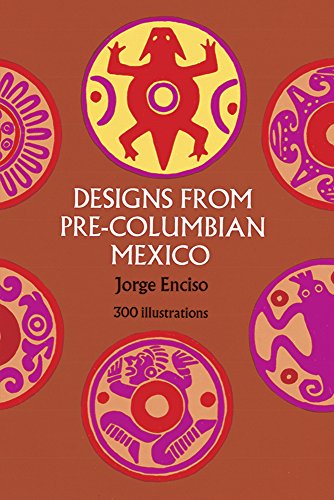 DESIGNS FROM
PRE-COLUMBIAN
MEXICO
Jorge Enciso
300 illustrations